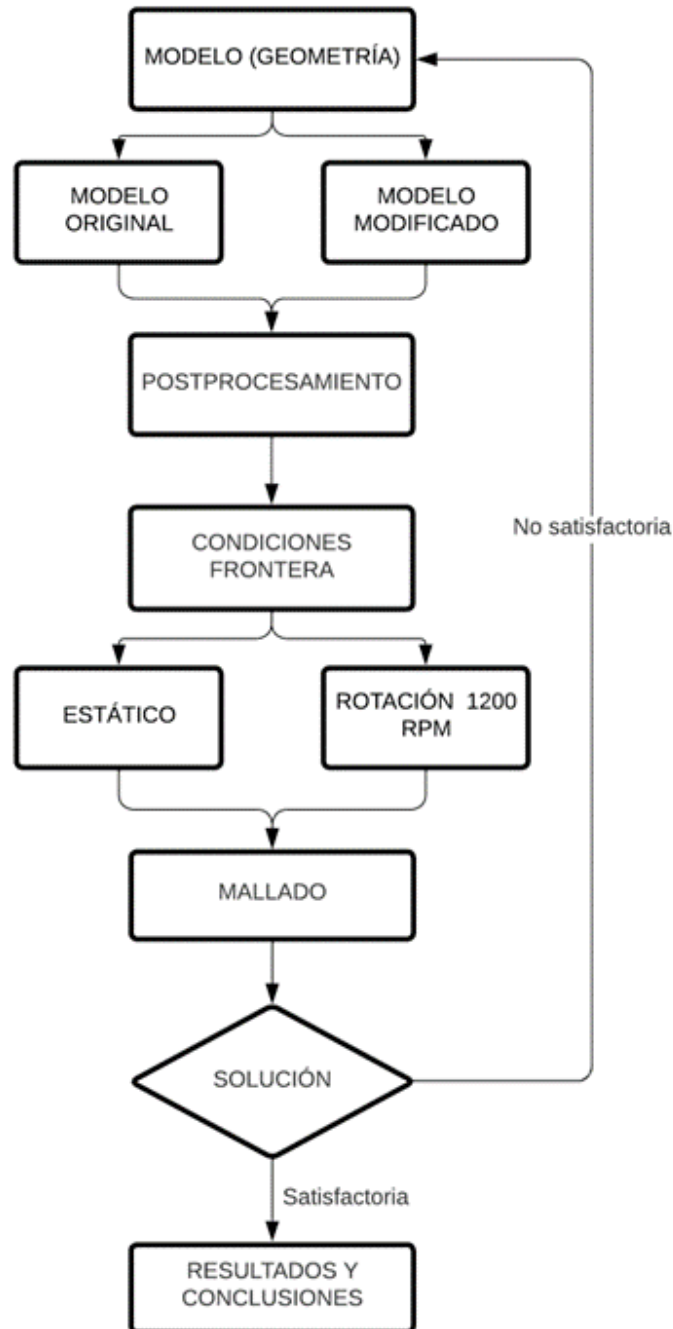 MODELO (GEOMETRÍA)
MODELO
ORIGINAL
MODELO
MODIFICADO
POSTPROCESAMIENTO
CONDICIONES
FRONTERA
No satisfactoria
ESTÁTICO
ROTACIÓN 1200
RPM
MALLADO
SOLUCIÓN
Satisfactoria
RESULTADOS Y
CONCLUSIONES